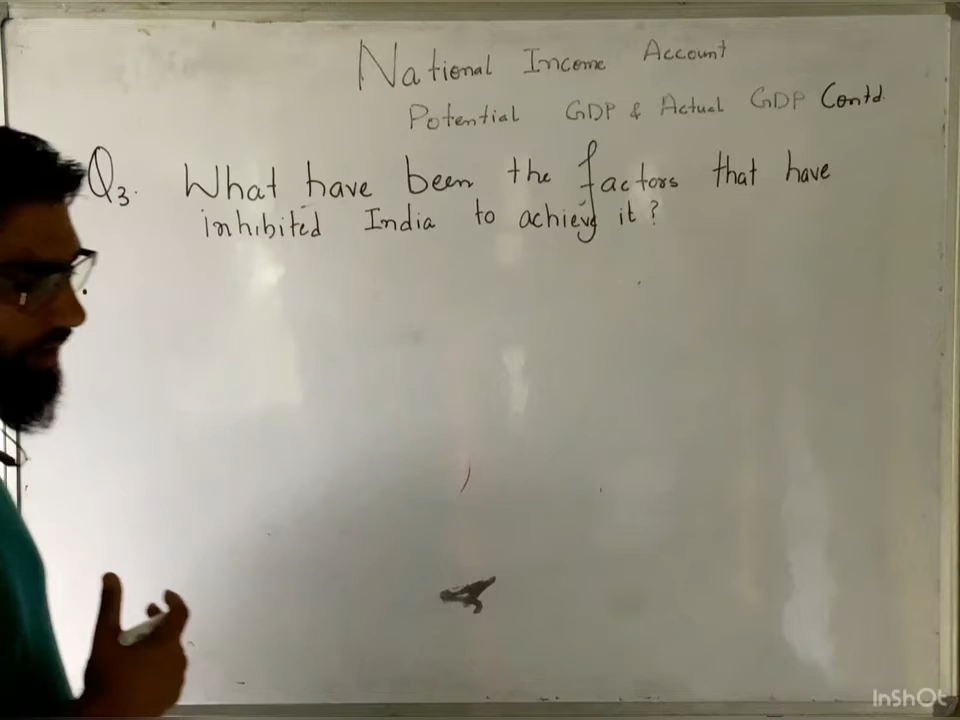 National Income Account
Potential GDP & Actual GDP Contd.
Q3. What have been the factors that have
inhibited India to achieve it?
InShOt